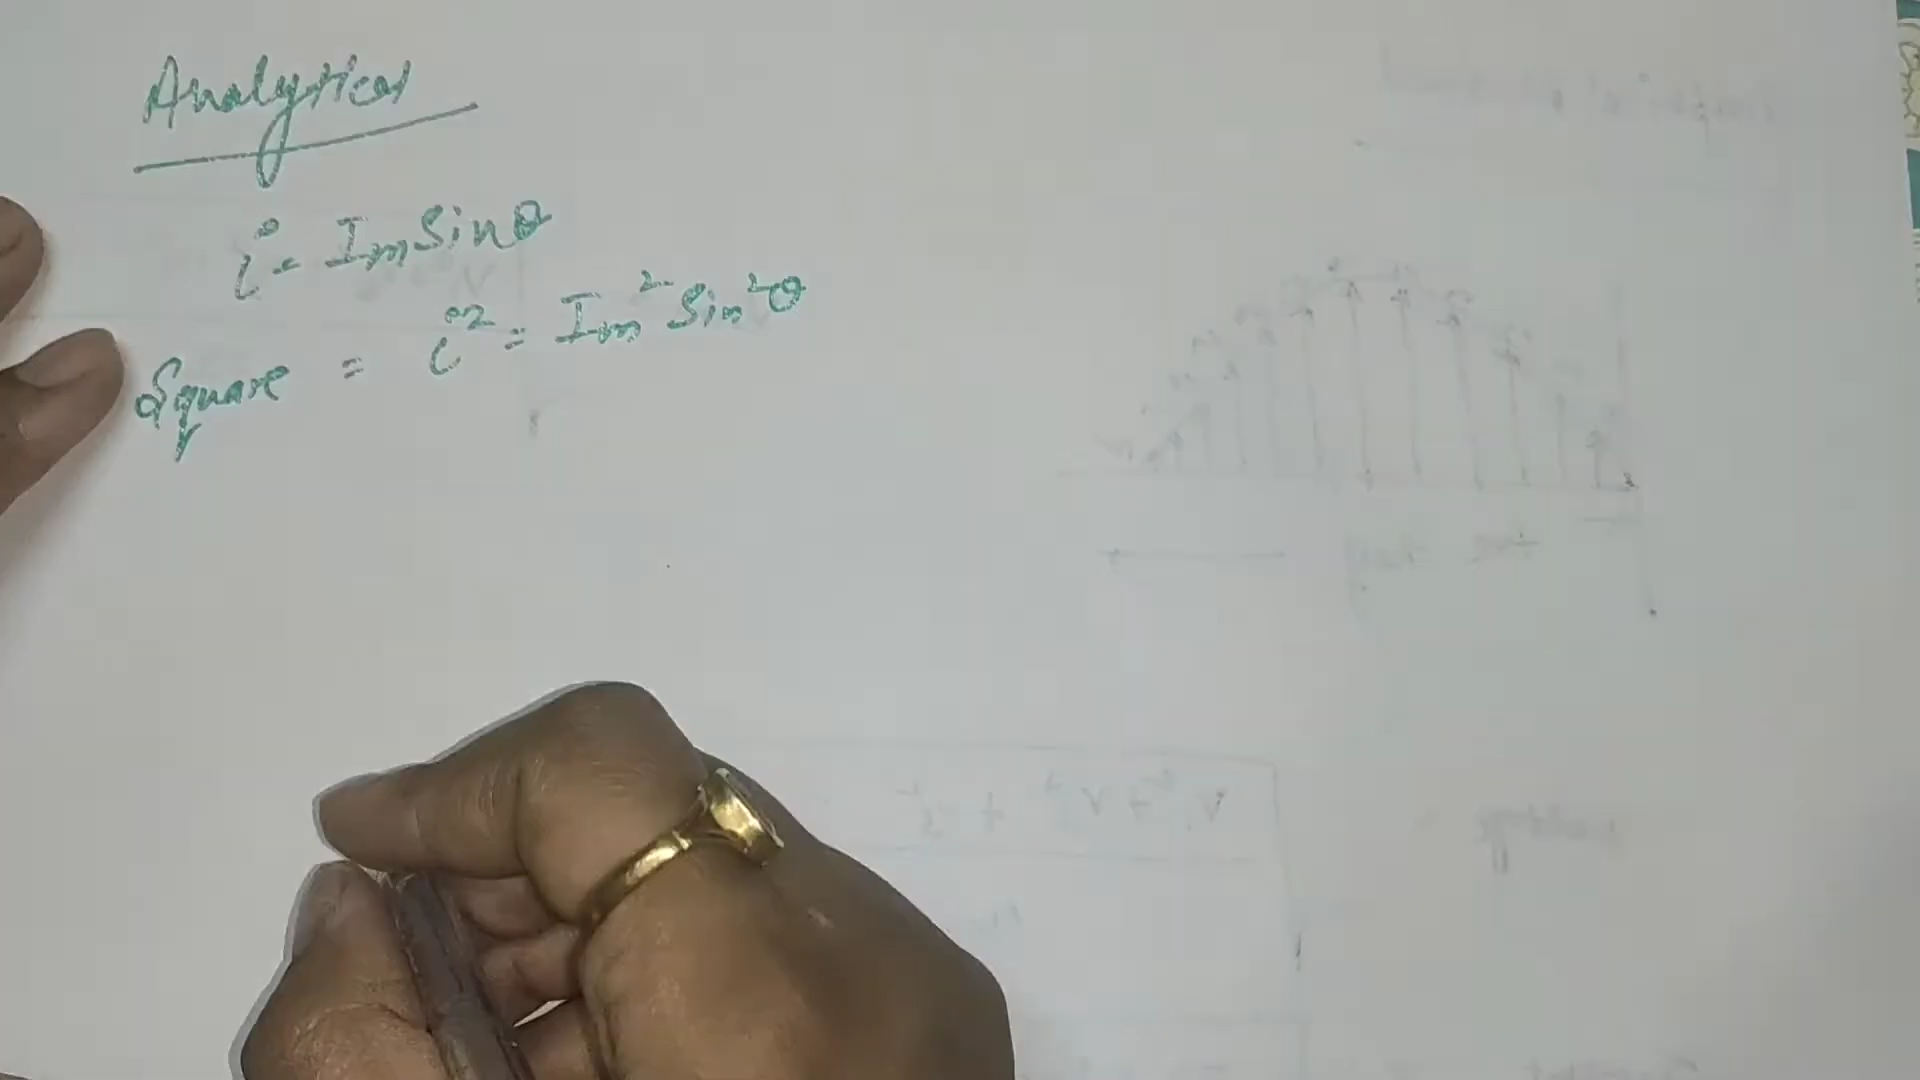 Analytical
i = Im Sinθ
Square = i² = Im² Sin²θ